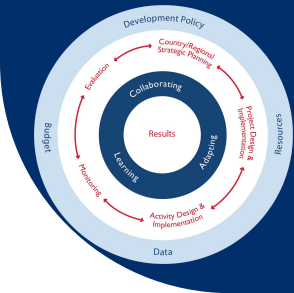 Development Policy
Country/Regional
Strategic Planning
Evaluation
Collaborating
Project Design &
Implementation
Budget
Results
Resources
Learning
Adapting
Monitoring
Activity Design &
Implementation
Data